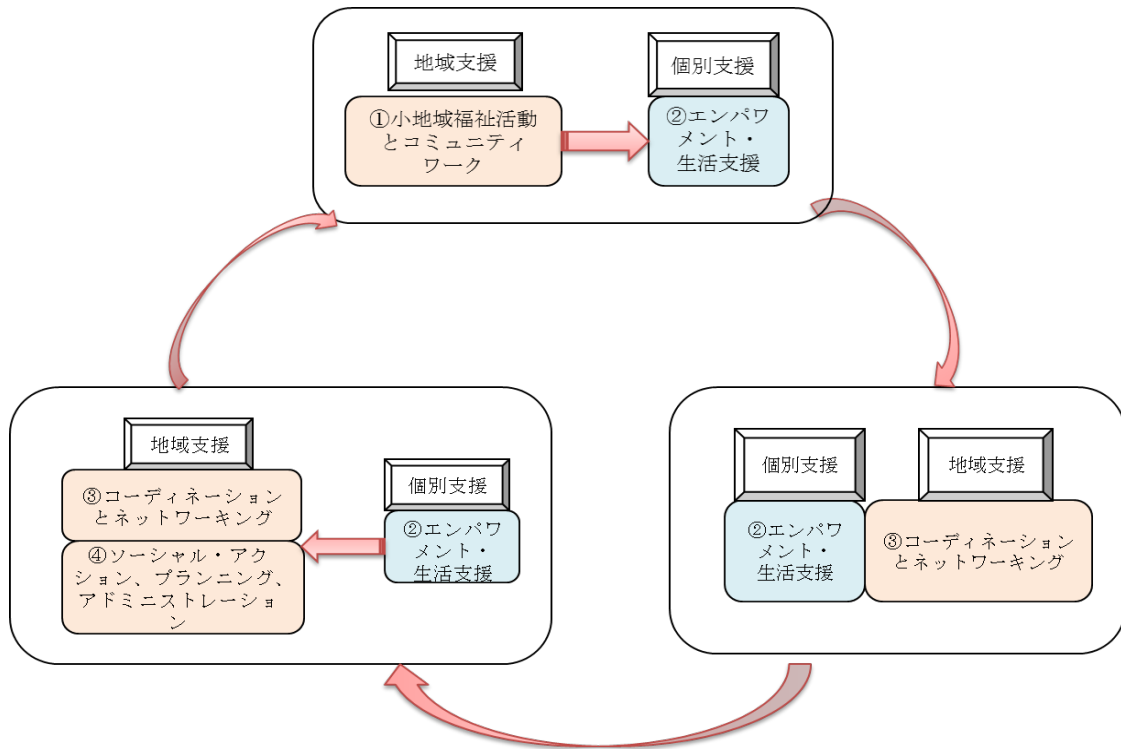 地域支援
個別支援
①小地域福祉活動
とコミュニティ
ワーク
②エンパワ
メント・
生活支援
地域支援
③コーディネーション
とネットワーキング
④ソーシャル・アク
ション、プランニング、
アドミニストレーショ
ン
個別支援
②エンパワ
メント・
生活支援
個別支援
地域支援
②エンパワ
メント・
生活支援
③コーディネーション
とネットワーキング